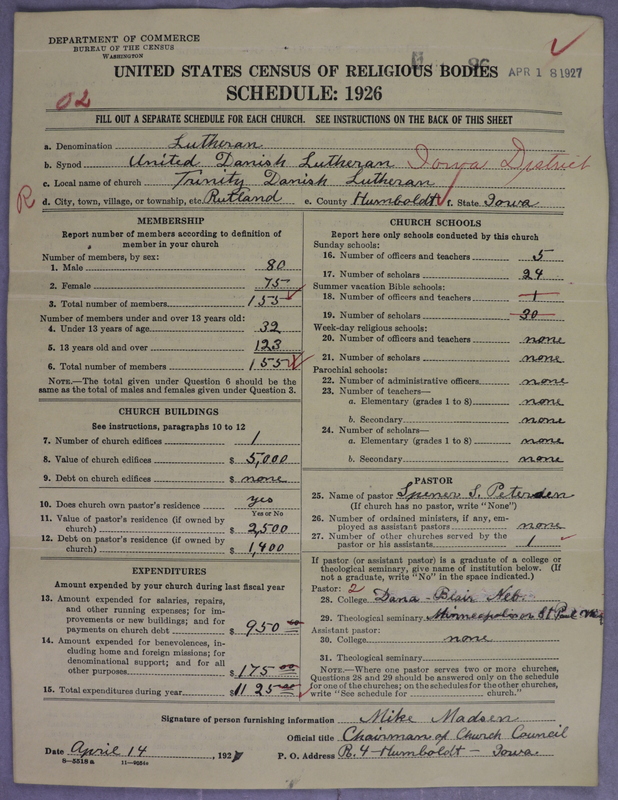 DEPARTMENT OF COMMERCE
BUREAU OF THE CENSUS
WASHINGTON
APR 18 1927
UNITED STATES CENSUS OF RELIGIOUS BODIES
SCHEDULE: 1926
02
FILL OUT A SEPARATE SCHEDULE FOR EACH CHURCH. SEE INSTRUCTIONS ON THE BACK OF THIS SHEET
a. Denomination Lutheran
b. Synod United Danish Lutheran Iowa District
c. Local name of church Trinity Danish Lutheran
R
d. City, town, village, or township, etc. Rutland e. County Humboldt f. State Iowa
MEMBERSHIP
Report number of members according to definition of
member in your church
Number of members, by sex:
1. Male 80
2. Female 75
3. Total number of members 155
Number of members under and over 13 years old:
4. Under 13 years of age 32
5. 13 years old and over 123
6. Total number of members 155
NOTE.—The total given under Question 6 should be
same as the total of males and females given under Question 3.
CHURCH BUILDINGS
See instructions, paragraphs 10 to 12
7. Number of church edifices 1
8. Value of church edifices $ 5,000
9. Debt on church edifices $ none
10. Does church own pastor's residence yes
Yes or No
11. Value of pastor's residence (if owned by
church) $ 2,500
12. Debt on pastor's residence (if owned by
church) $ 1,400
EXPENDITURES
Amount expended by your church during last fiscal year
13. Amount expended for salaries, repairs,
and other running expenses; for im-
provements or new buildings; and for
payments on church debt $ 950 00
14. Amount expended for benevolences, in-
cluding home and foreign missions; for
denominational support; and for all
other purposes $ 175 00
15. Total expenditures during year $ 1125 00
CHURCH SCHOOLS
Report here only schools conducted by this church
Sunday schools:
16. Number of officers and teachers 5
17. Number of scholars 24
Summer vacation Bible schools:
18. Number of officers and teachers 1
19. Number of scholars 30
Week-day religious schools:
20. Number of officers and teachers none
21. Number of scholars none
Parochial schools:
22. Number of administrative officers none
23. Number of teachers—
a. Elementary (grades 1 to 8) none
b. Secondary none
24. Number of scholars—
a. Elementary (grades 1 to 8) none
b. Secondary none
PASTOR
25. Name of pastor S. Petersen
(If church has no pastor, write "None")
26. Number of ordained ministers, if any, em-
ployed as assistant pastors none
27. Number of other churches served by the
pastor or his assistants 1
If pastor (or assistant pastor) is a graduate of a college or
theological seminary, give name of institution below. (If
not a graduate, write "No" in the space indicated.)
Pastor: 2
28. College Dana - Blair Neb.
29. Theological seminary Minneapolis or St Paul
Assistant pastor:
30. College none
31. Theological seminary
NOTE.—Where one pastor serves two or more churches,
Questions 28 and 29 should be answered only on the schedule
for one of the churches; on the schedules for the other churches,
write "See schedule for church."
Signature of person furnishing information Mike Madsen
Official title Chairman of Church Council
Date April 14, 1927 P. O. Address R. 4 - Humboldt - Iowa.
8—5518 a 11—9654